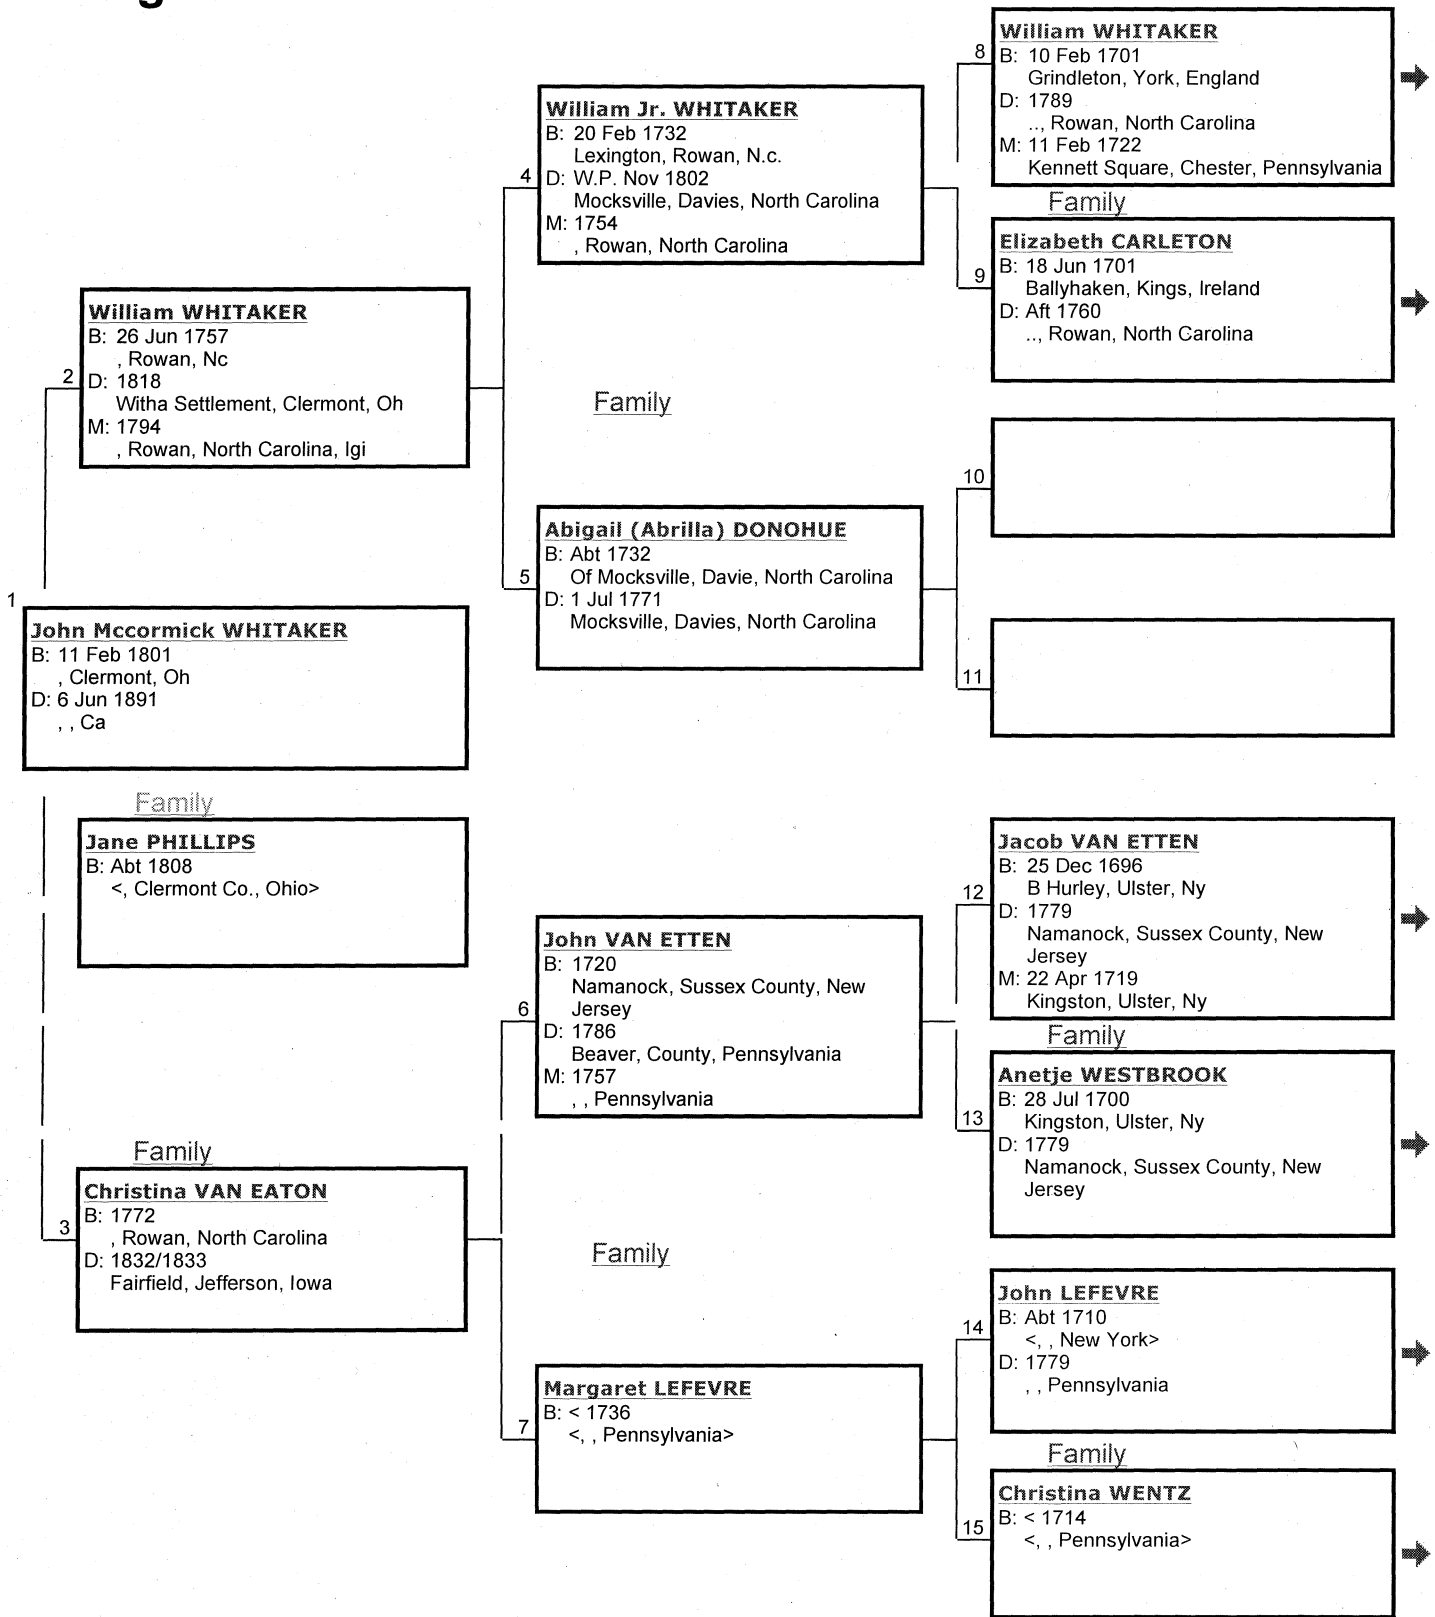 8
William WHITAKER
B: 10 Feb 1701
Grindleton, York, England
D: 1789
.., Rowan, North Carolina
M: 11 Feb 1722
Kennett Square, Chester, Pennsylvania
Family
9
Elizabeth CARLETON
B: 18 Jun 1701
Ballyhaken, Kings, Ireland
D: Aft 1760
.., Rowan, North Carolina
4
William Jr. WHITAKER
B: 20 Feb 1732
Lexington, Rowan, N.c.
D: W.P. Nov 1802
Mocksville, Davies, North Carolina
M: 1754
, Rowan, North Carolina
2
William WHITAKER
B: 26 Jun 1757
, Rowan, Nc
D: 1818
Witha Settlement, Clermont, Oh
M: 1794
, Rowan, North Carolina, Igi
Family
10
5
Abigail (Abrilla) DONOHUE
B: Abt 1732
Of Mocksville, Davie, North Carolina
D: 1 Jul 1771
Mocksville, Davies, North Carolina
11
1
John Mccormick WHITAKER
B: 11 Feb 1801
, Clermont, Oh
D: 6 Jun 1891
, , Ca
Family
Jane PHILLIPS
B: Abt 1808
<, Clermont Co., Ohio>
12
Jacob VAN ETTEN
B: 25 Dec 1696
B Hurley, Ulster, Ny
D: 1779
Namanock, Sussex County, New
Jersey
M: 22 Apr 1719
Kingston, Ulster, Ny
Family
6
John VAN ETTEN
B: 1720
Namanock, Sussex County, New
Jersey
D: 1786
Beaver, County, Pennsylvania
M: 1757
, , Pennsylvania
13
Anetje WESTBROOK
B: 28 Jul 1700
Kingston, Ulster, Ny
D: 1779
Namanock, Sussex County, New
Jersey
Family
3
Christina VAN EATON
B: 1772
, Rowan, North Carolina
D: 1832/1833
Fairfield, Jefferson, Iowa
Family
14
John LEFEVRE
B: Abt 1710
<, , New York>
D: 1779
, , Pennsylvania
Family
7
Margaret LEFEVRE
B: < 1736
<, , Pennsylvania>
15
Christina WENTZ
B: < 1714
<, , Pennsylvania>